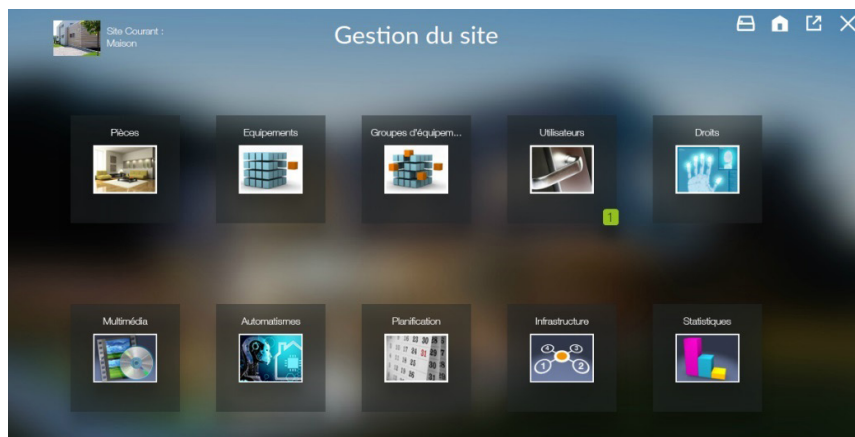 Site Courant :
Maison
Gestion du site
Pièces
Equipements
Groupes d'équipem...
Utilisateurs
Droits
1
Multimédia
Automatismes
Planification
Infrastructure
Statistiques